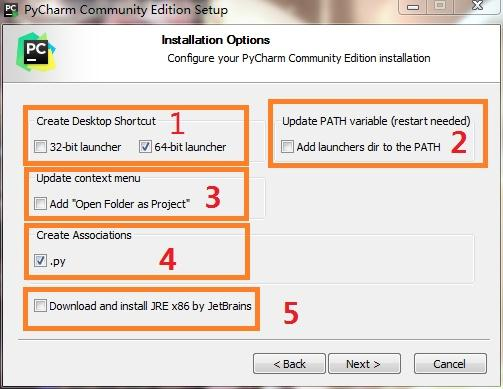 PyCharm Community Edition Setup
PC
Installation Options
Configure your PyCharm Community Edition installation
Create Desktop Shortcut
1
32-bit launcher
64-bit launcher
Update PATH variable (restart needed)
Add launchers dir to the PATH
2
Update context menu
Add "Open Folder as Project"
3
Create Associations
.py
4
Download and install JRE x86 by JetBrains
5
< Back
Next >
Cancel